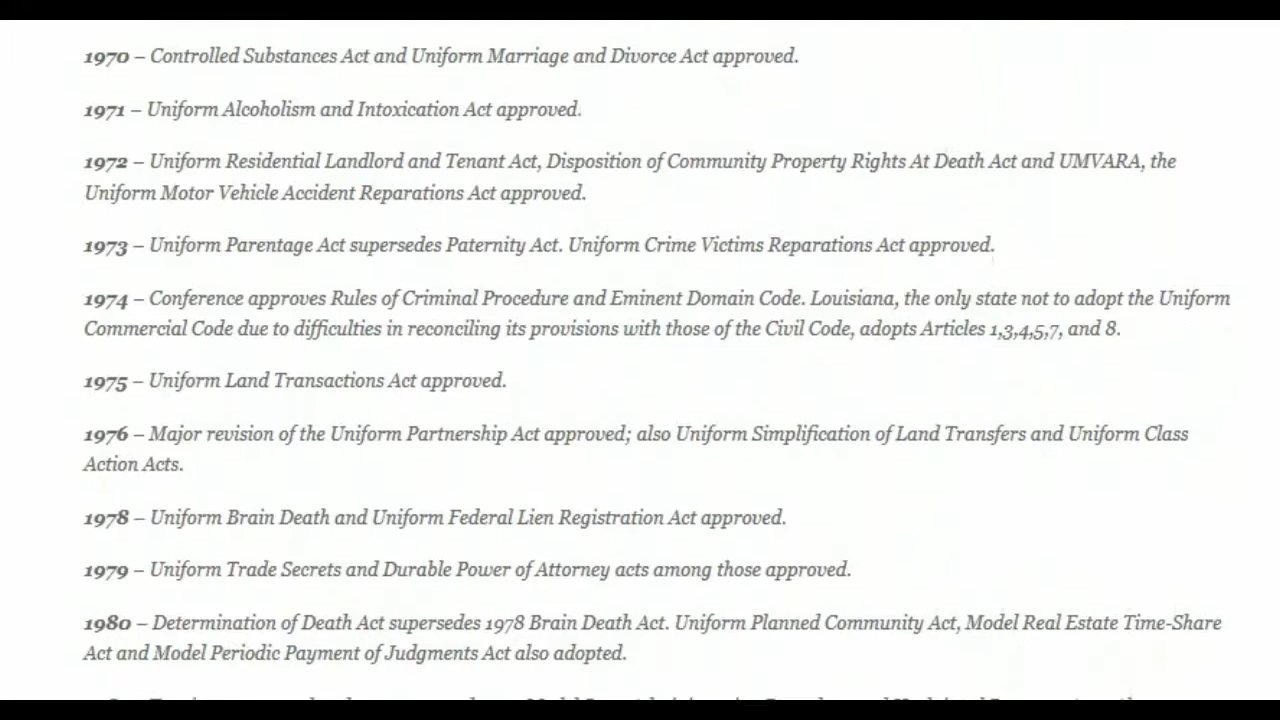 1970 – Controlled Substances Act and Uniform Marriage and Divorce Act approved.
1971 – Uniform Alcoholism and Intoxication Act approved.
1972 – Uniform Residential Landlord and Tenant Act, Disposition of Community Property Rights At Death Act and UMVARA, the
Uniform Motor Vehicle Accident Reparations Act approved.
1973 – Uniform Parentage Act supersedes Paternity Act. Uniform Crime Victims Reparations Act approved.
1974 – Conference approves Rules of Criminal Procedure and Eminent Domain Code. Louisiana, the only state not to adopt the Uniform
Commercial Code due to difficulties in reconciling its provisions with those of the Civil Code, adopts Articles 1,3,4,5,7, and 8.
1975 – Uniform Land Transactions Act approved.
1976 – Major revision of the Uniform Partnership Act approved; also Uniform Simplification of Land Transfers and Uniform Class
Action Acts.
1978 – Uniform Brain Death and Uniform Federal Lien Registration Act approved.
1979 – Uniform Trade Secrets and Durable Power of Attorney acts among those approved.
1980 – Determination of Death Act supersedes 1978 Brain Death Act. Uniform Planned Community Act, Model Real Estate Time-Share
Act and Model Periodic Payment of Judgments Act also adopted.